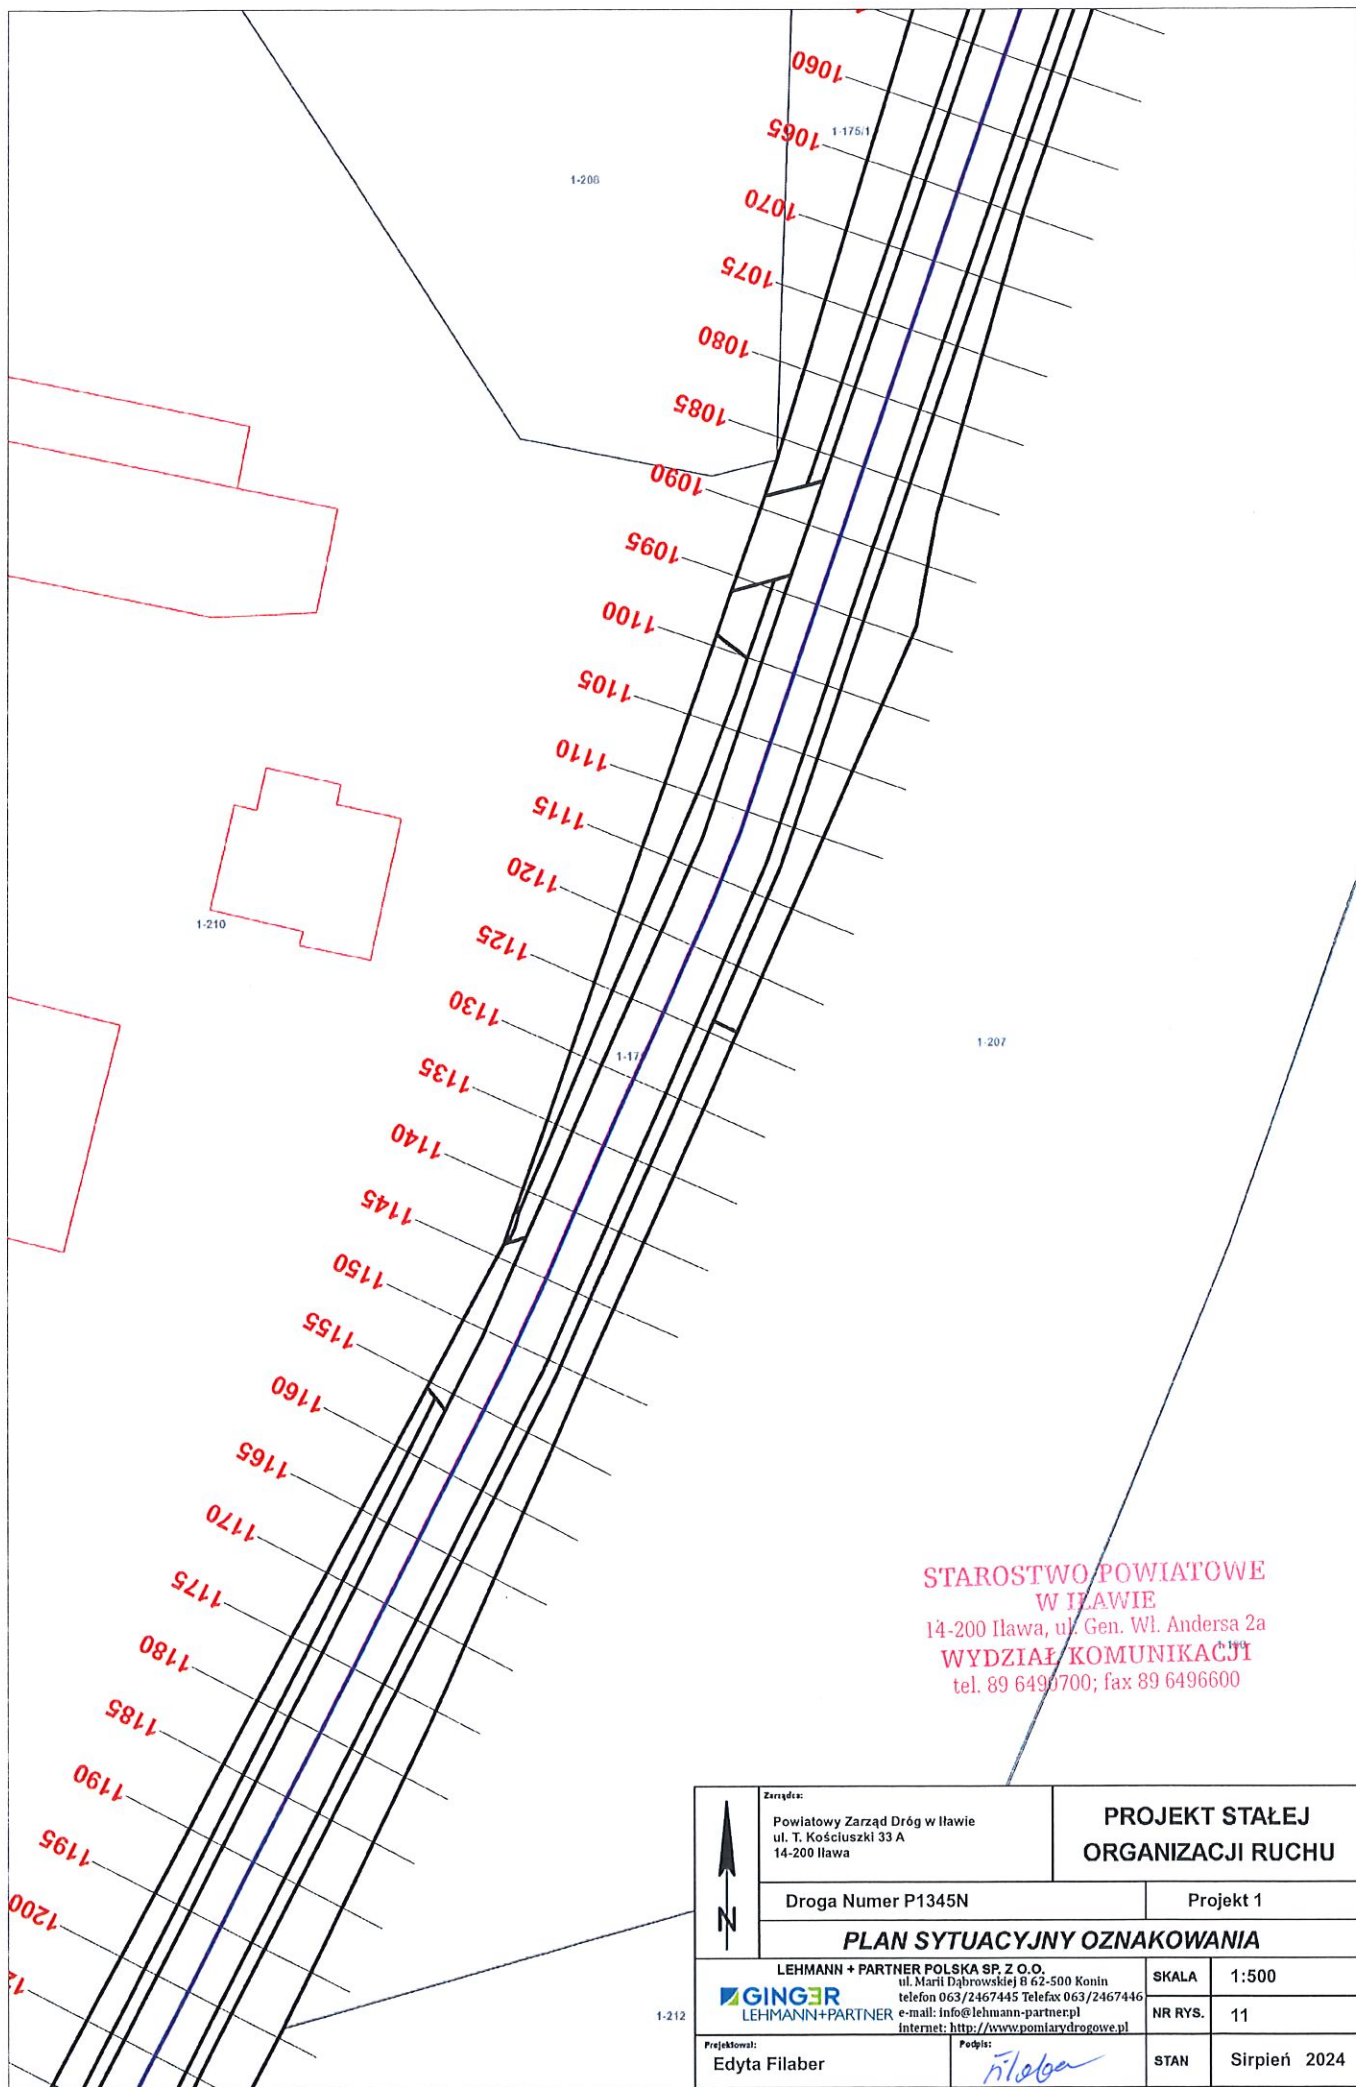 1060
1065
1-175/1
1-208
1070
1075
1080
1085
1090
1095
1100
1105
1110
1115
1120
1-210
1125
1130
1-207
1135
1140
1145
1150
1155
1160
1165
1170
1175
1180
1185
1190
1195
1200
1-212
STAROSTWO POWIATOWE
W IŁAWIE
14-200 Iława, ul. Gen. Wł. Andersa 2a
WYDZIAŁ KOMUNIKACJI
tel. 89 6490700; fax 89 6496600
Zarządca:
Powiatowy Zarząd Dróg w Iławie
ul. T. Kościuszki 33 A
14-200 Iława
PROJEKT STAŁEJ
ORGANIZACJI RUCHU
N
Droga Numer P1345N
Projekt 1
PLAN SYTUACYJNY OZNAKOWANIA
LEHMANN + PARTNER POLSKA SP. Z O.O.
ul. Marii Dąbrowskiej 8 62-500 Konin
telefon 063/2467445 Telefax 063/2467446
e-mail: info@lehmann-partner.pl
internet: http://www.pomiarydrogowe.pl
GINGER
LEHMANN+PARTNER
SKALA 1:500
NR RYS. 11
Projektował:
Edyta Filaber
Podpis:
Filaber
STAN Sirpień 2024